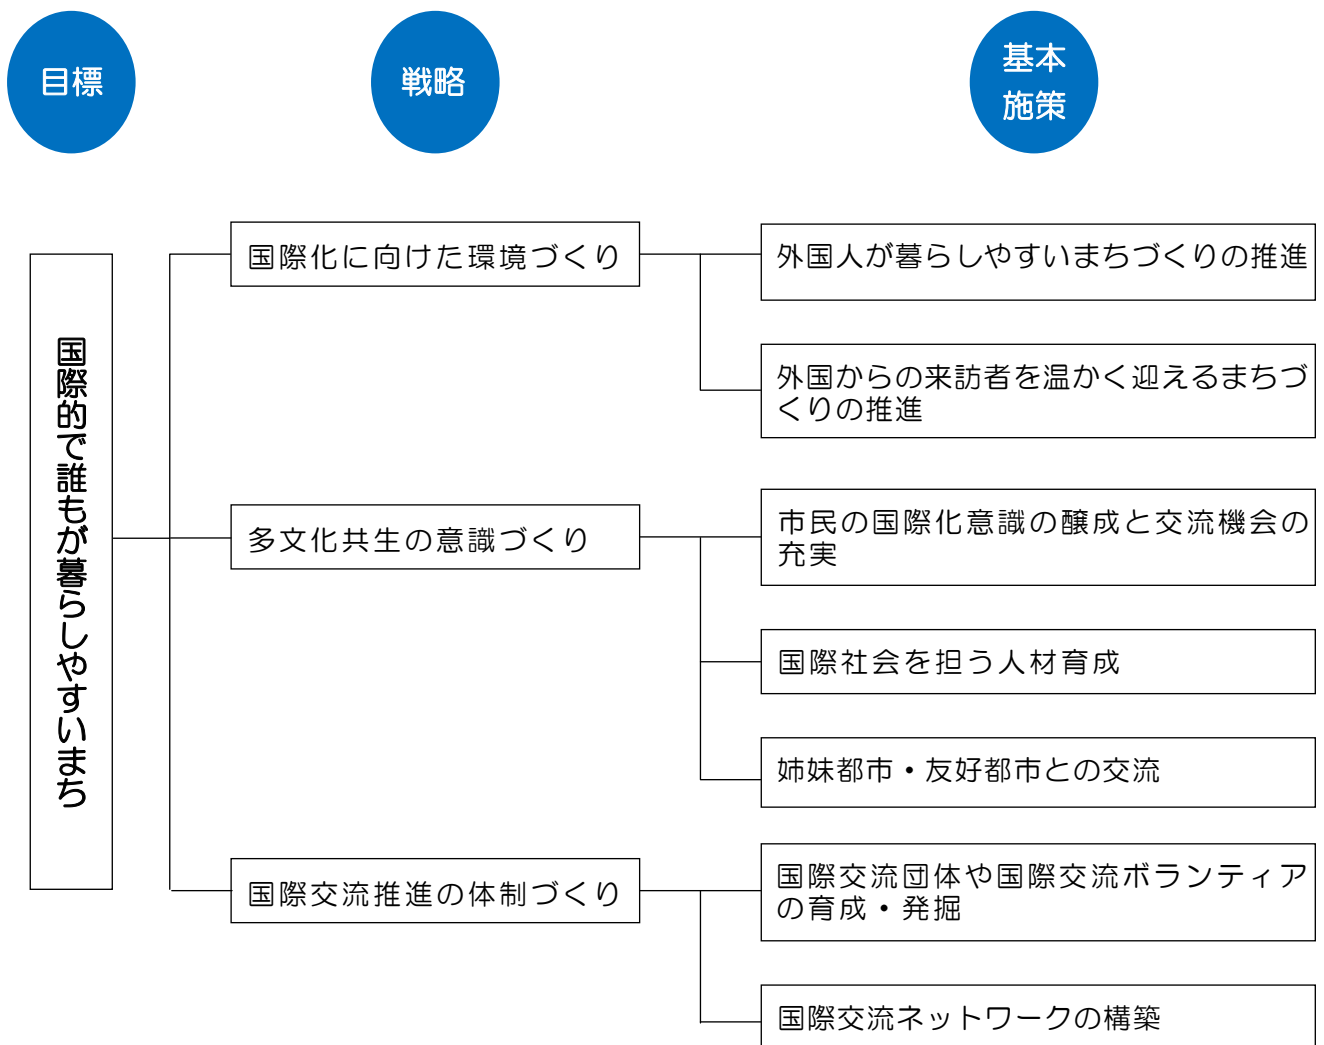 目標
戦略
基本
施策
国際的で誰もが暮らしやすいまち
国際化に向けた環境づくり
外国人が暮らしやすいまちづくりの推進
外国からの来訪者を温かく迎えるまちづ
くりの推進
多文化共生の意識づくり
市民の国際化意識の醸成と交流機会の
充実
国際社会を担う人材育成
姉妹都市・友好都市との交流
国際交流推進の体制づくり
国際交流団体や国際交流ボランティア
の育成・発掘
国際交流ネットワークの構築